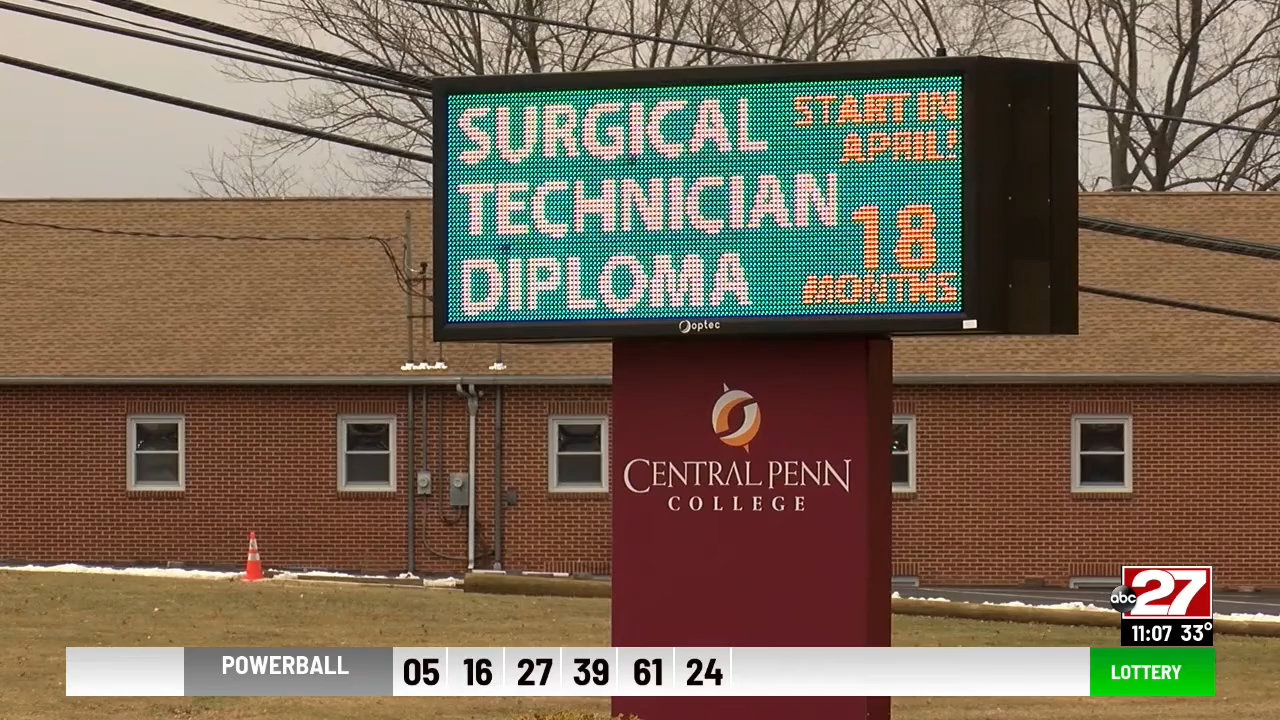 SURGICAL
TECHNICIAN
DIPLOMA
START IN
APRIL!
18
MONTHS
optec
CENTRAL PENN
COLLEGE
abc 27
11:07 33°
POWERBALL 05 16 27 39 61 24 LOTTERY